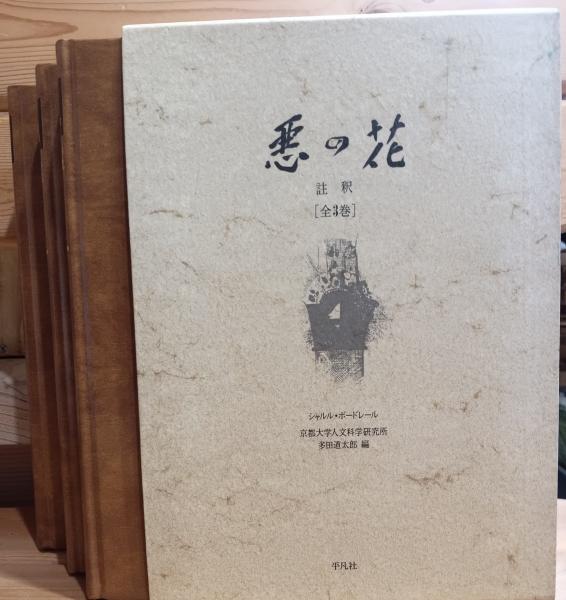 悪の花
註釈
[全3巻]
シャルル・ボードレール
京都大学人文科学研究所
多田道太郎 編
平凡社